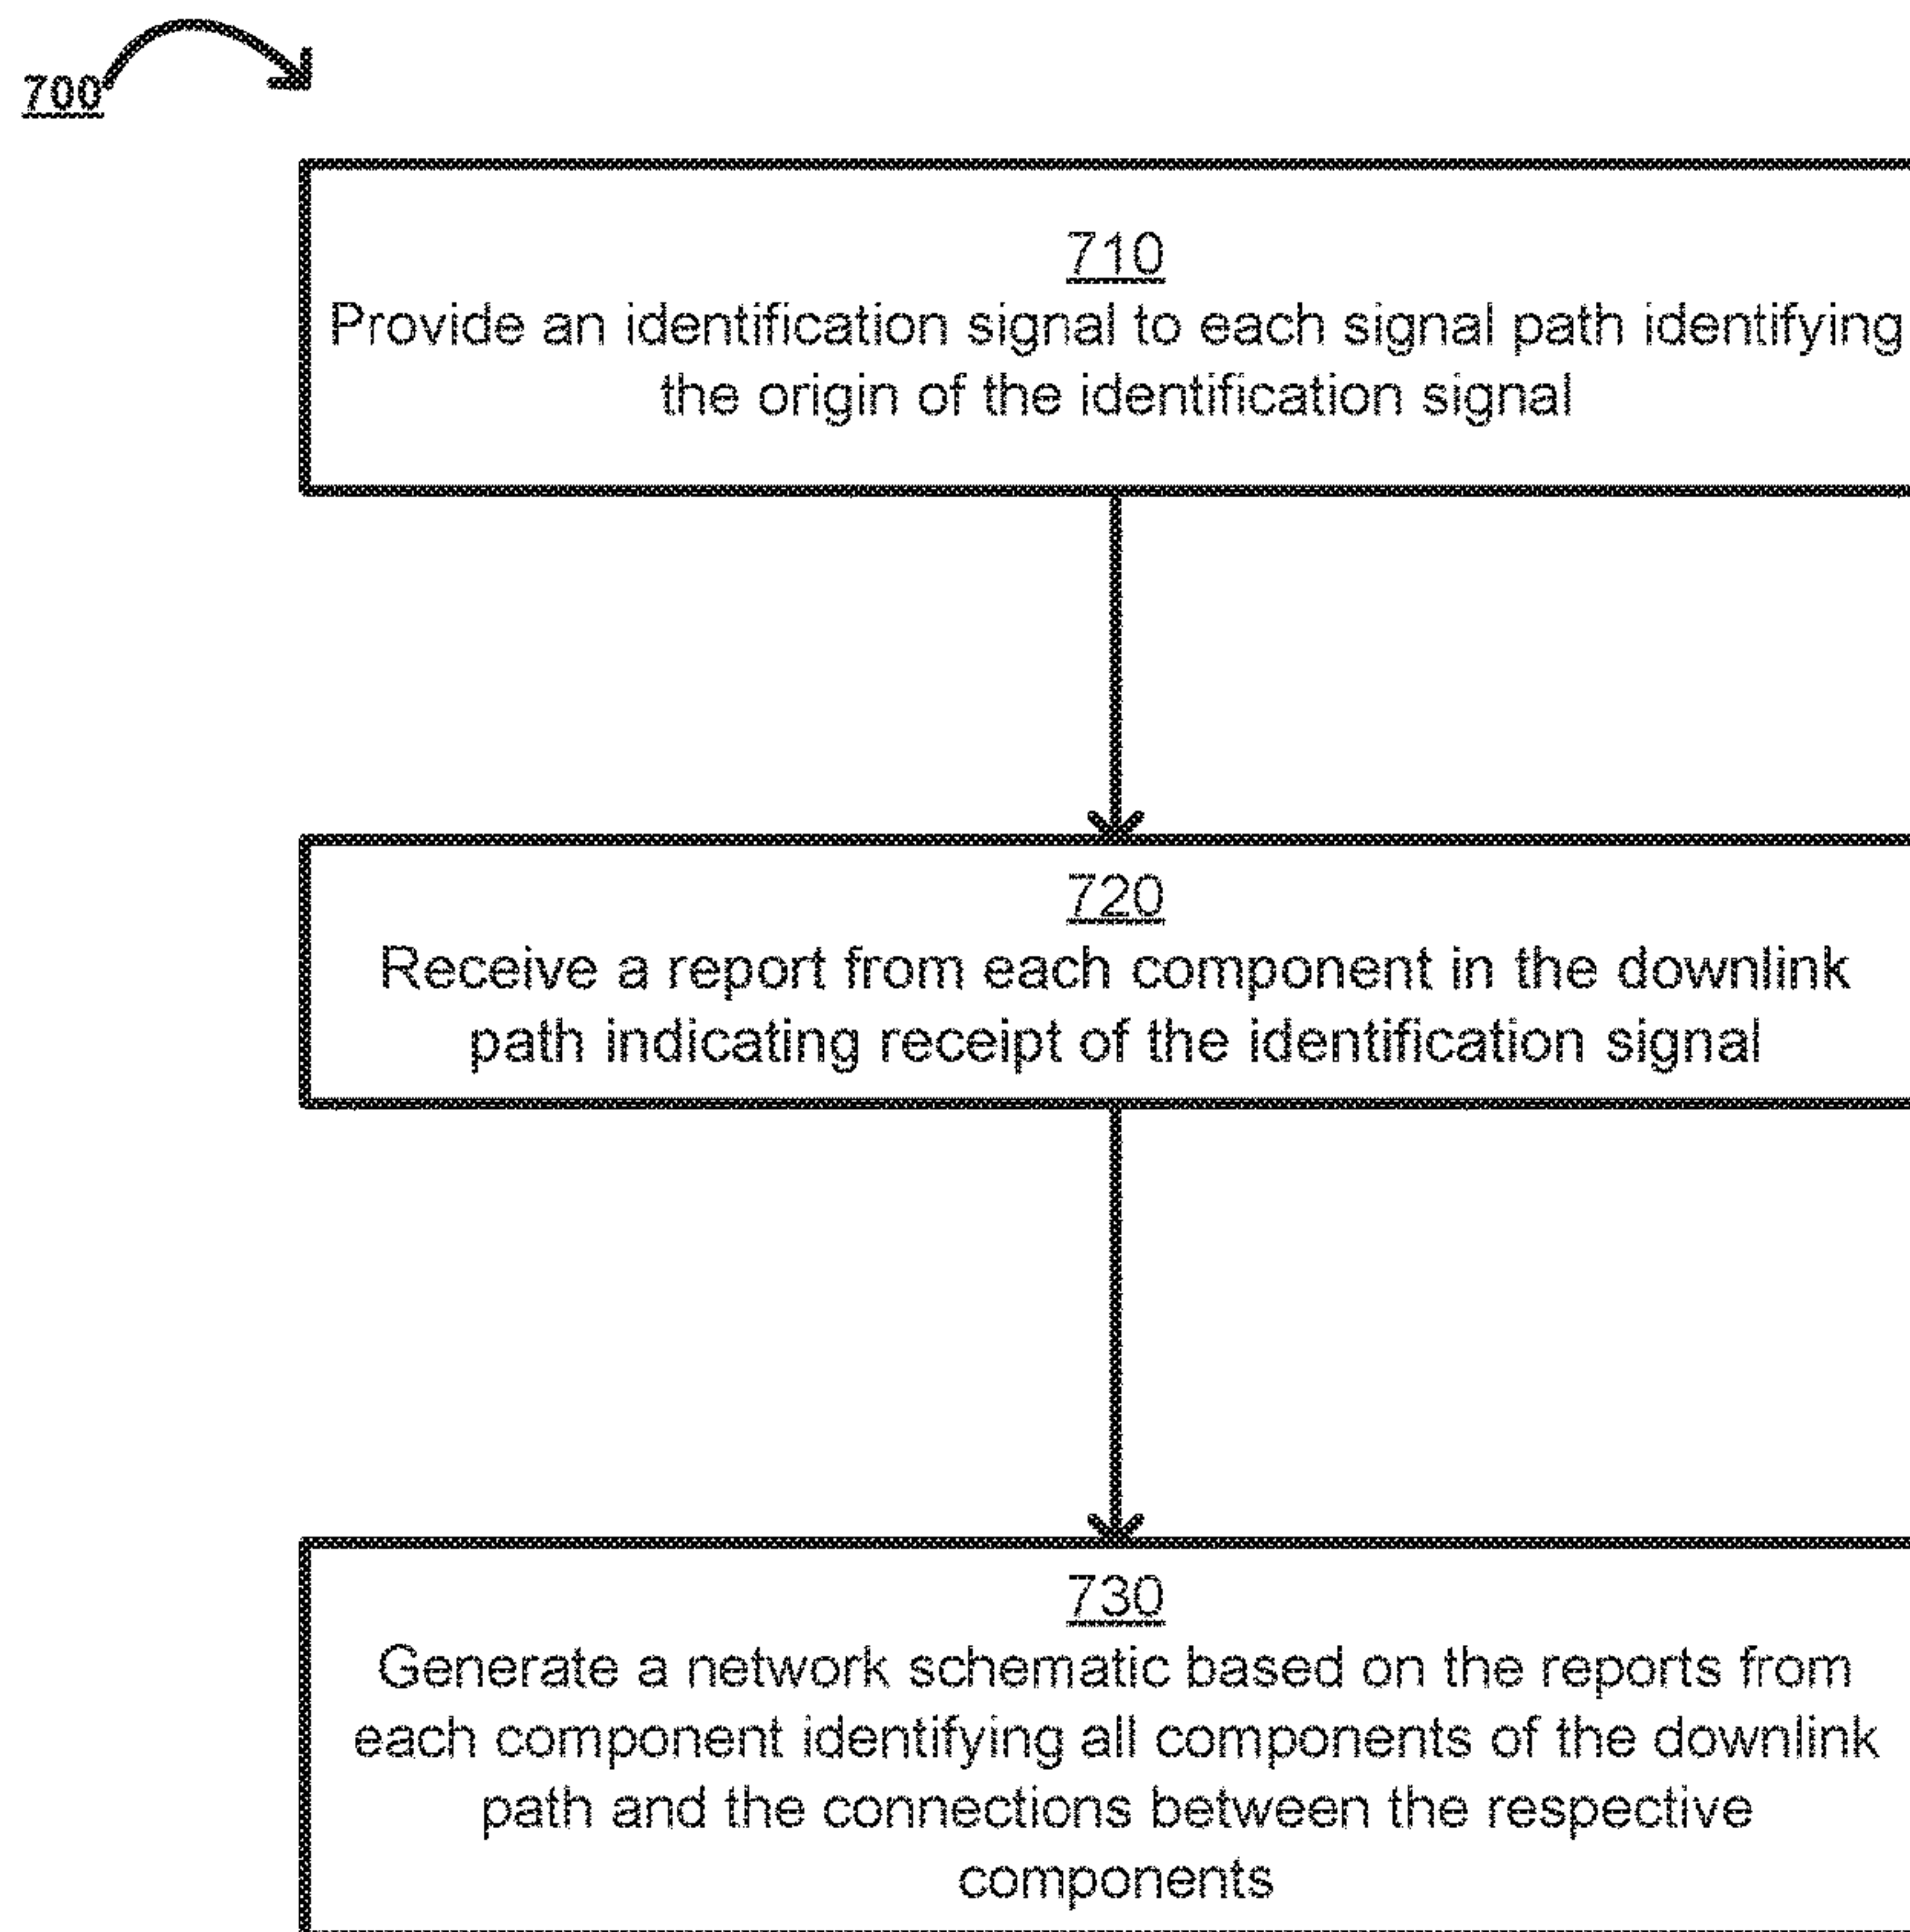 700
710
Provide an identification signal to each signal path identifying
the origin of the identification signal
720
Receive a report from each component in the downlink
path indicating receipt of the identification signal
730
Generate a network schematic based on the reports from
each component identifying all components of the downlink
path and the connections between the respective
components